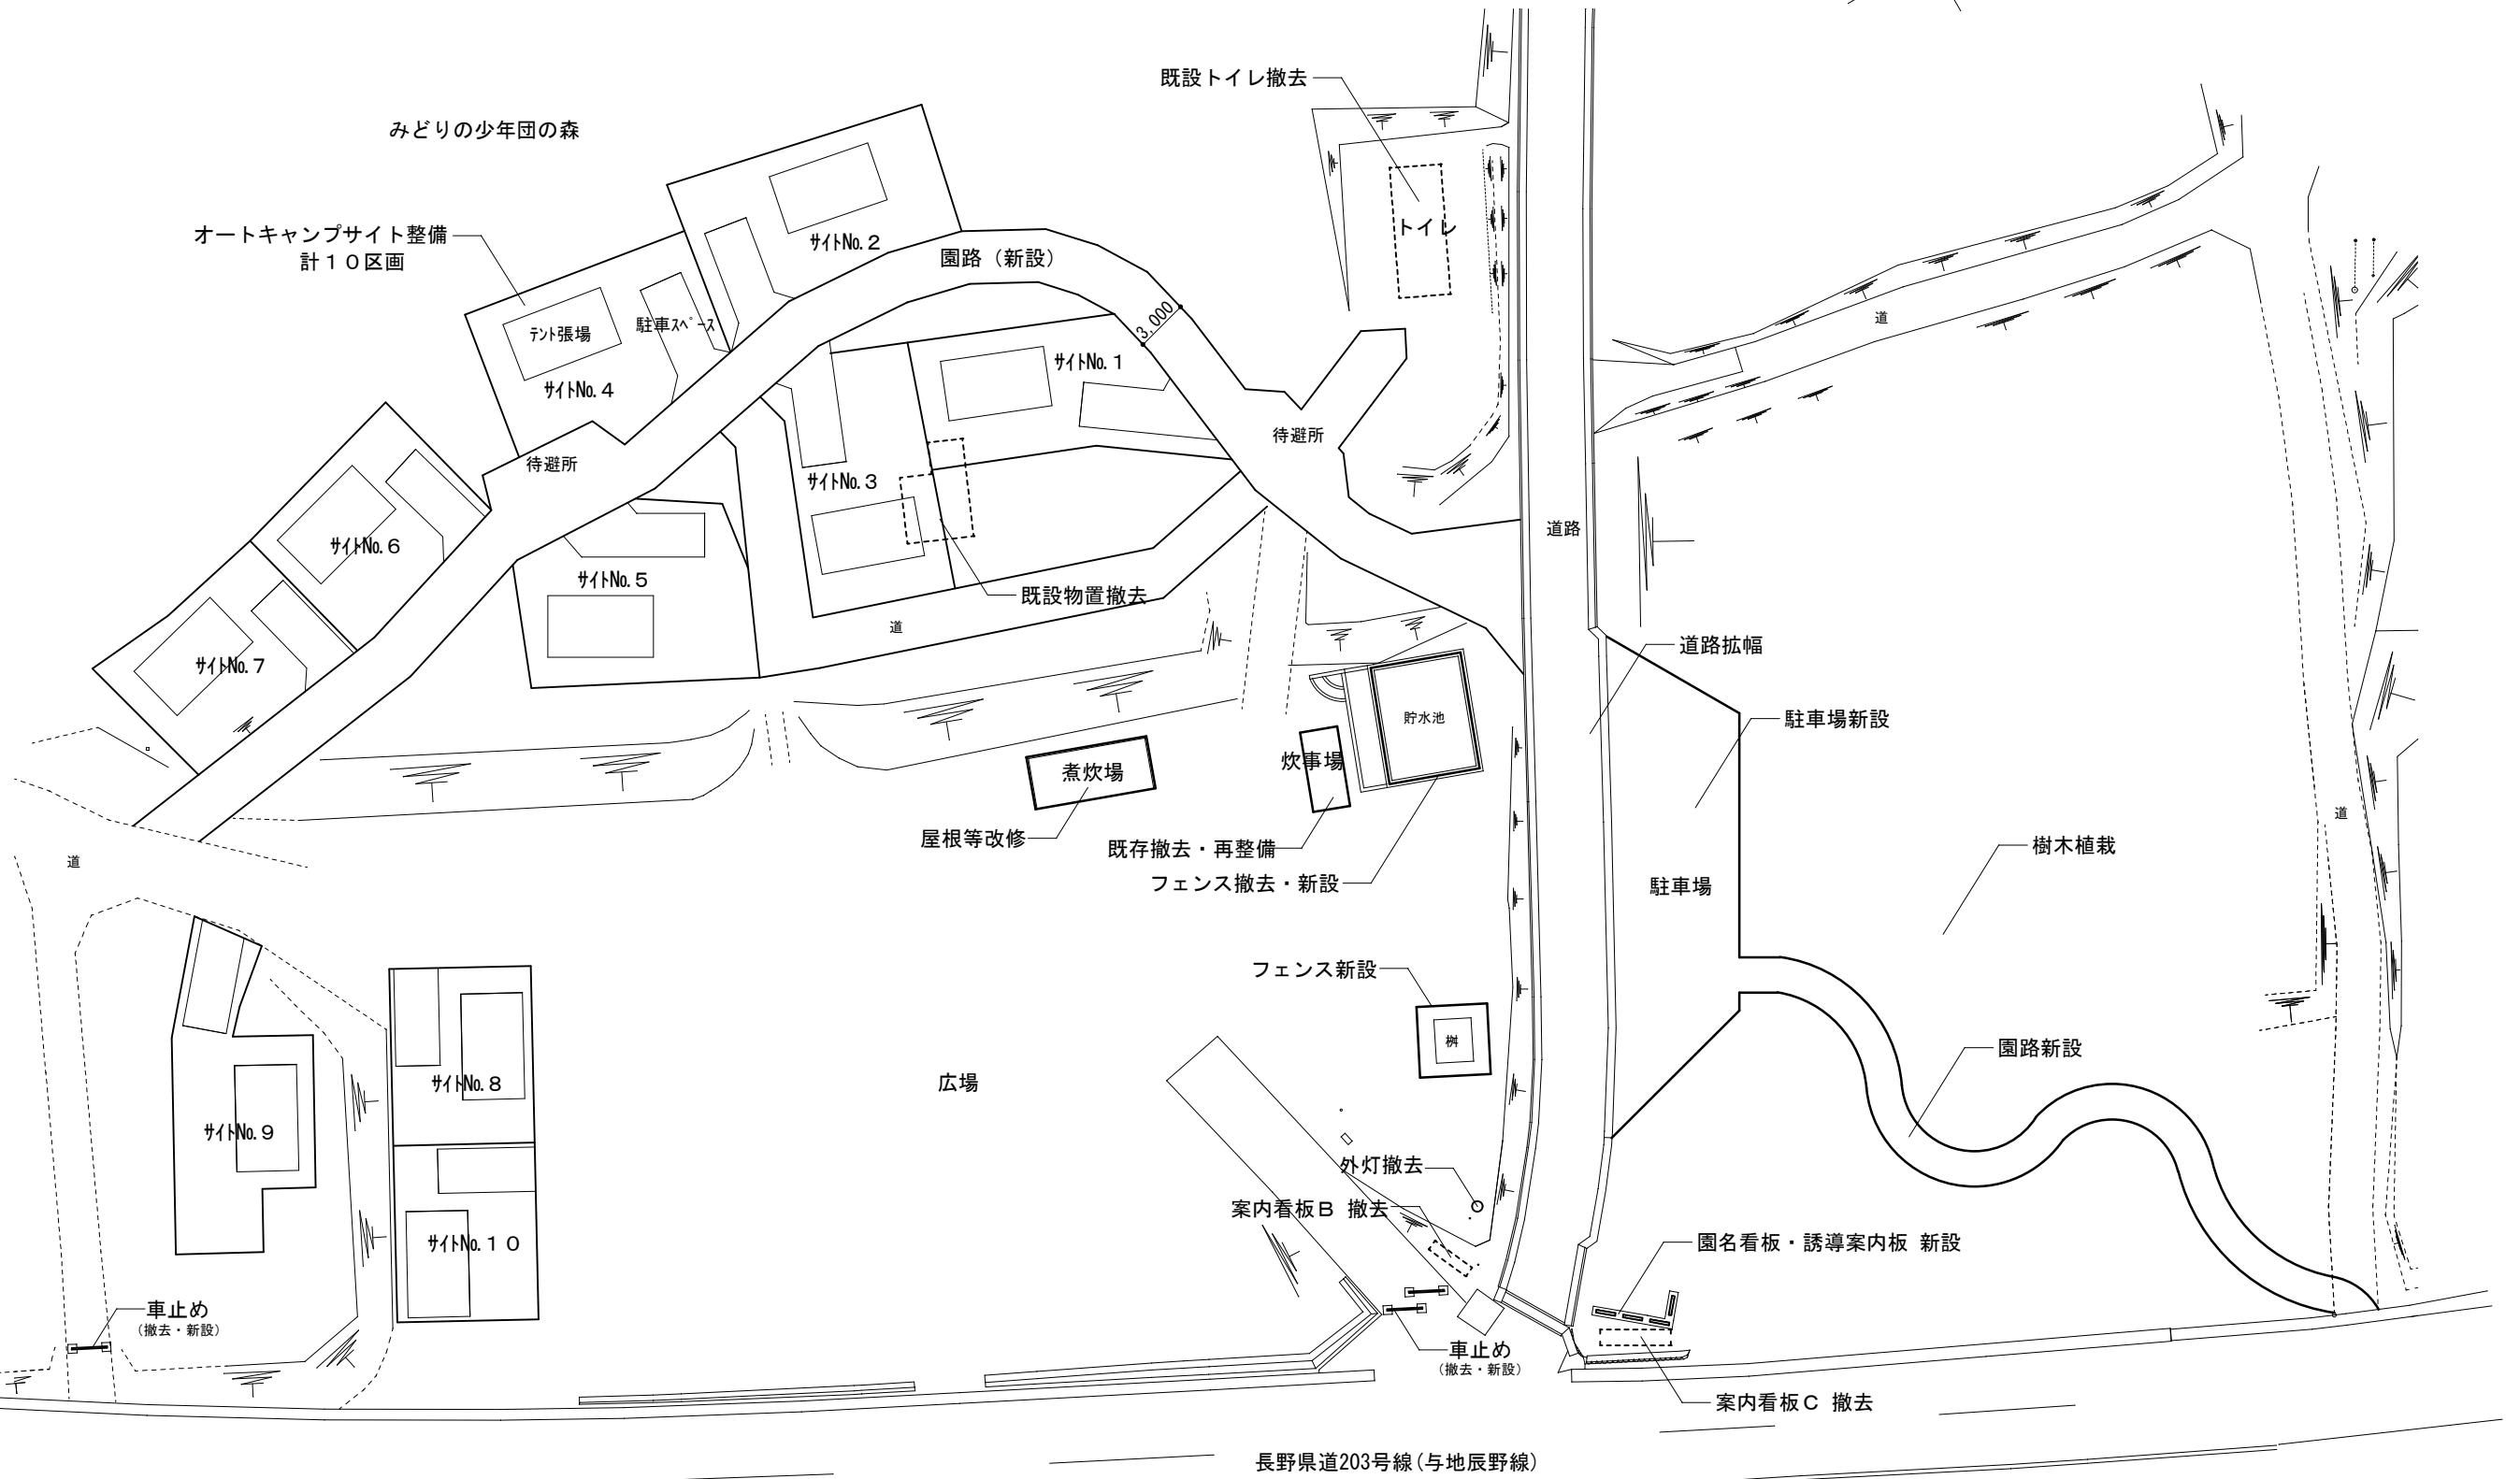 既設トイレ撤去
みどりの少年団の森
トイレ
オートキャンプサイト整備
計１０区画
ｻｲﾄNo.２
園路（新設）
3,000
道
ﾃﾝﾄ張場
駐車ｽﾍﾟｰｽ
ｻｲﾄNo.４
ｻｲﾄNo.１
待避所
待避所
ｻｲﾄNo.３
道路
ｻｲﾄNo.６
ｻｲﾄNo.５
既設物置撤去
道
ｻｲﾄNo.７
道路拡幅
貯水池
駐車場新設
炊事場
煮炊場
屋根等改修
既存撤去・再整備
フェンス撤去・新設
道
樹木植栽
道
駐車場
フェンス新設
桝
園路新設
ｻｲﾄNo.８
広場
ｻｲﾄNo.９
外灯撤去
案内看板Ｂ 撤去
ｻｲﾄNo.１０
園名看板・誘導案内板 新設
車止め
（撤去・新設）
車止め
（撤去・新設）
案内看板Ｃ 撤去
長野県道203号線(与地辰野線)